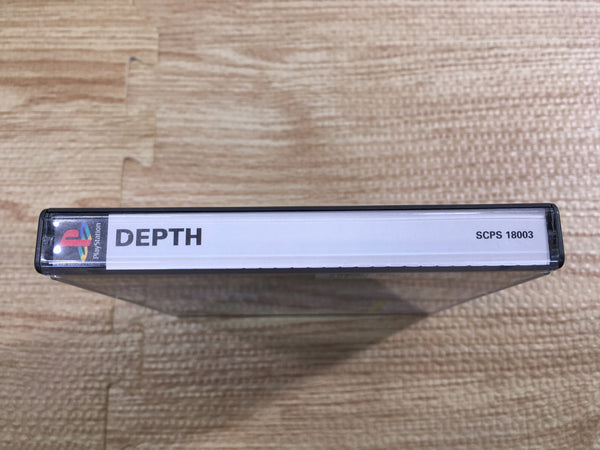 PlayStation
DEPTH
SCPS 18003